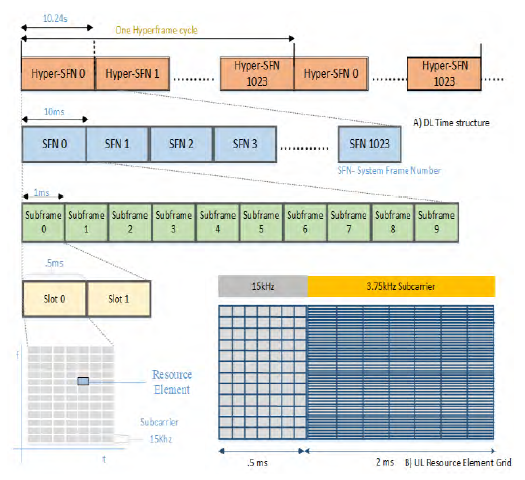 10.24s
One Hyperframe-cycle
Hyper-SFN 0
Hyper-SFN 1
Hyper-SFN
1023
Hyper-SFN 0
Hyper-SFN
1023
A) DL Time structure
10ms
SFN 0
SFN 1
SFN 2
SFN 3
SFN 1023
SFN- System Frame Number
1ms
Subframe
0
Subframe
1
Subframe
2
Subframe
3
Subframe
4
Subframe
5
Subframe
6
Subframe
7
Subframe
8
Subframe
9
.5ms
Slot 0
Slot 1
15kHz
3.75kHz Subcarrier
f
Resource
Element
Subcarrier
15Khz
t
.5 ms
2 ms
B) UL Resource Element Grid